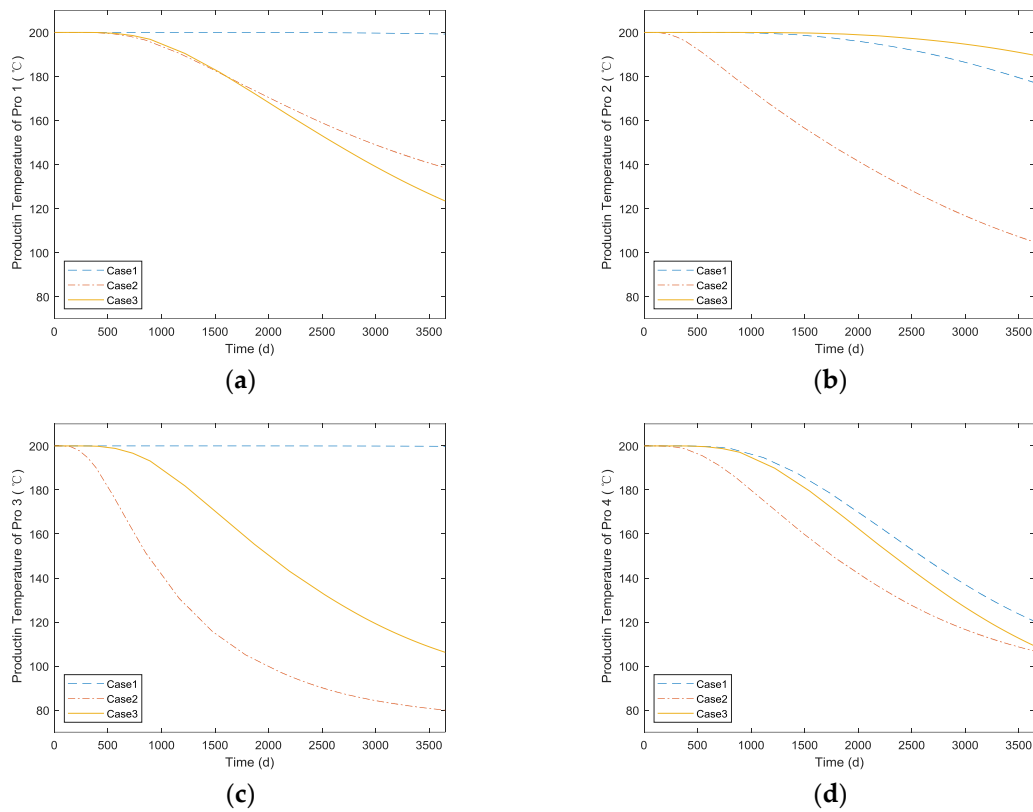 Productin Temperature of Pro 1 ( ℃)
200
180
160
140
120
100
80
Case1
Case2
Case3
0 500 1000 1500 2000 2500 3000 3500
Time (d)
(a)
Productin Temperature of Pro 2 ( ℃)
200
180
160
140
120
100
80
Case1
Case2
Case3
0 500 1000 1500 2000 2500 3000 3500
Time (d)
(b)
Productin Temperature of Pro 3 ( ℃)
200
180
160
140
120
100
80
Case1
Case2
Case3
0 500 1000 1500 2000 2500 3000 3500
Time (d)
(c)
Productin Temperature of Pro 4 ( ℃)
200
180
160
140
120
100
80
Case1
Case2
Case3
0 500 1000 1500 2000 2500 3000 3500
Time (d)
(d)